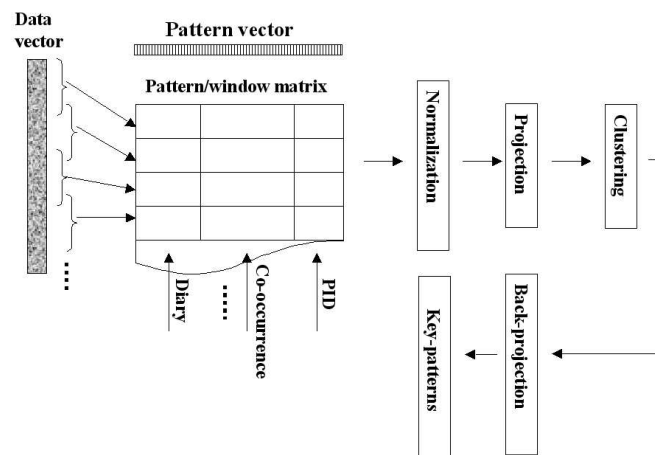 Data
vector
Pattern vector
Pattern/window matrix
Normalization
Projection
Clustering
Diary
Co-occurrence
PID
Key-patterns
Back-projection